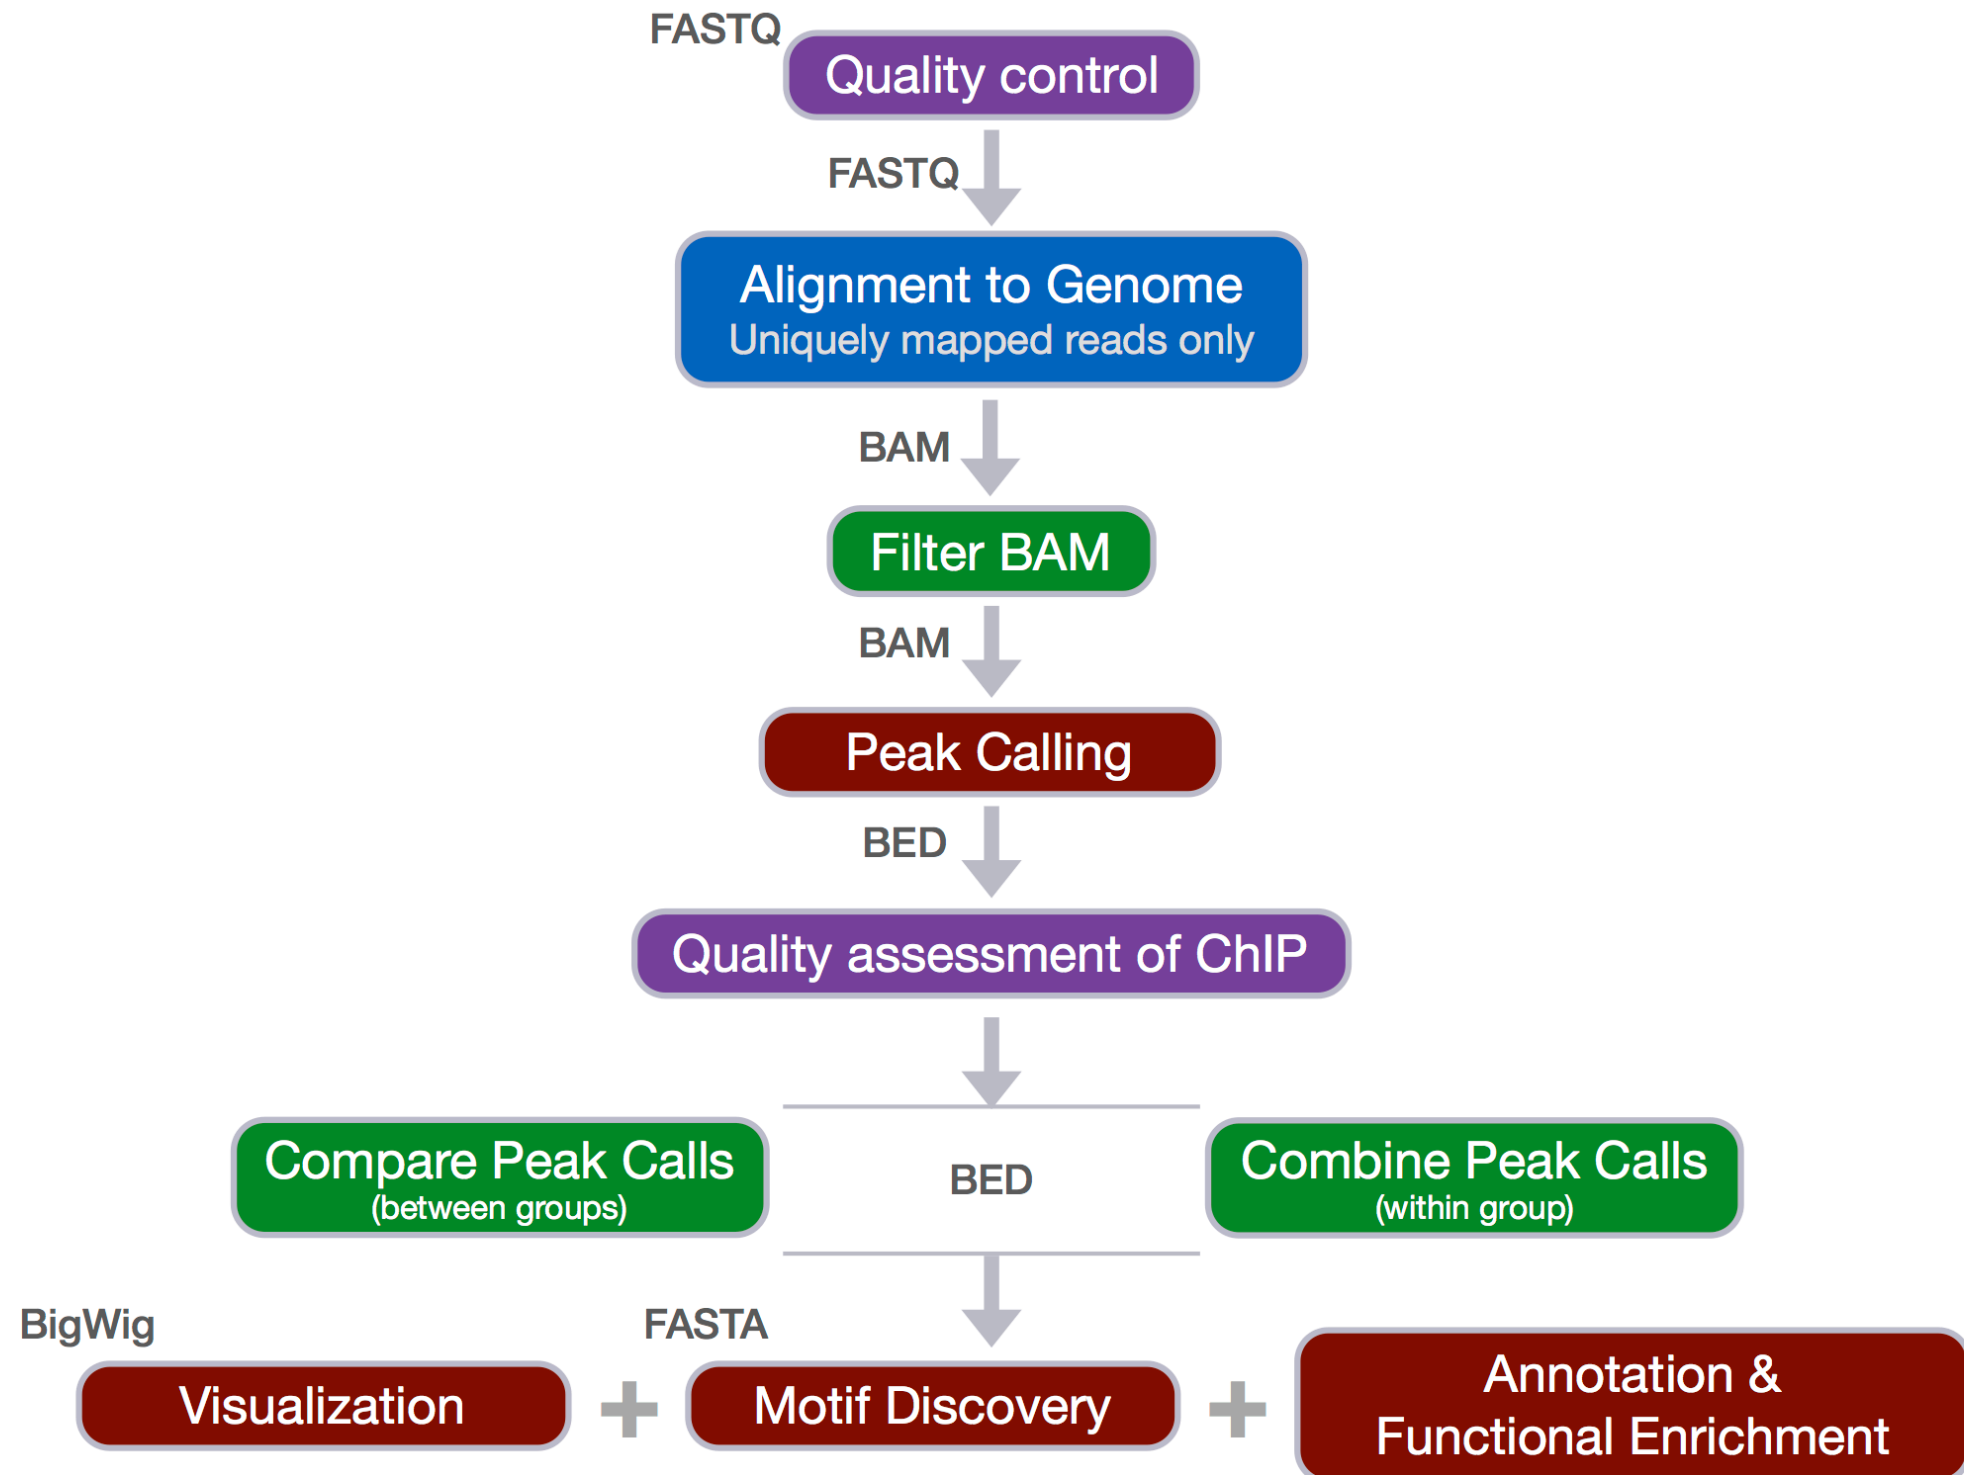 FASTQ
Quality control
FASTQ
Alignment to Genome
Uniquely mapped reads only
BAM
Filter BAM
BAM
Peak Calling
BED
Quality assessment of ChIP
Compare Peak Calls
(between groups)
BED
Combine Peak Calls
(within group)
BigWig
Visualization
+
FASTA
Motif Discovery
+
Annotation &
Functional Enrichment